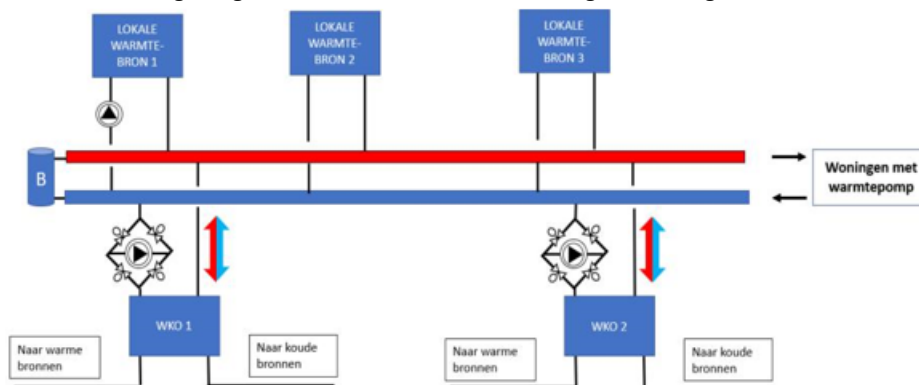 LOKALE
WARMTE-
BRON 1
LOKALE
WARMTE-
BRON 2
LOKALE
WARMTE-
BRON 3
B
Woningen met
warmtepomp
WKO 1
WKO 2
Naar warme
bronnen
Naar koude
bronnen
Naar warme
bronnen
Naar koude
bronnen